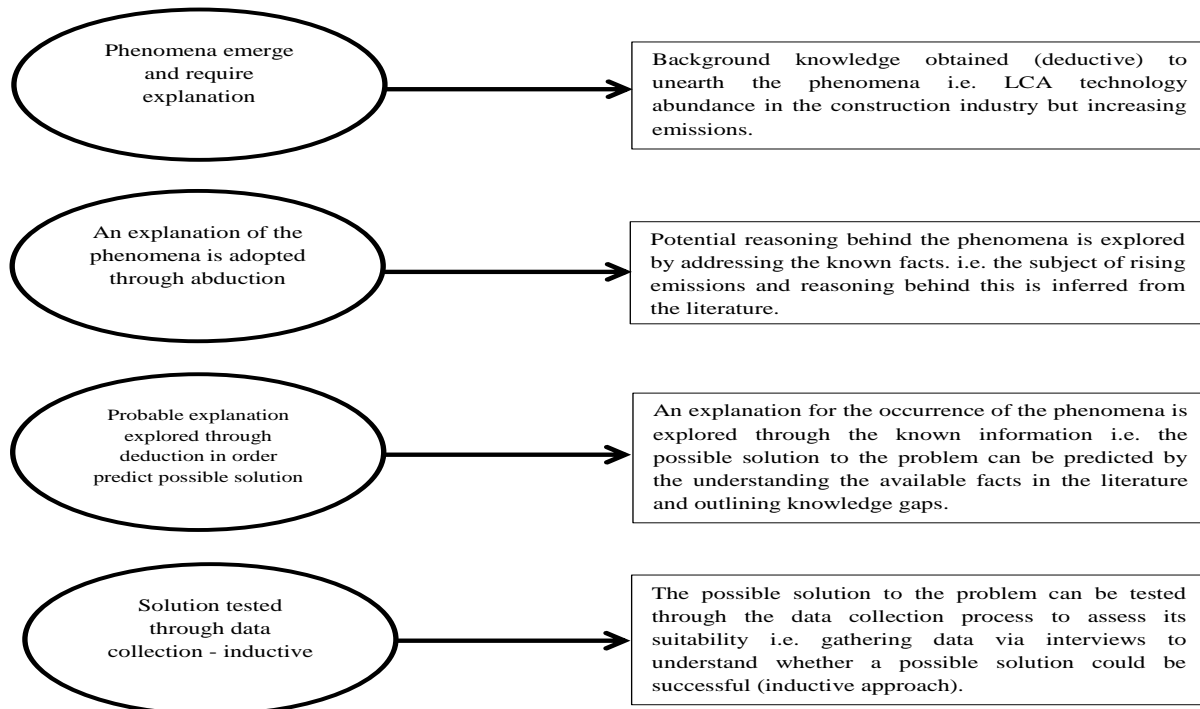 Phenomena emerge
and require
explanation
Background knowledge obtained (deductive) to
unearth the phenomena i.e. LCA technology
abundance in the construction industry but increasing
emissions.
An explanation of the
phenomena is adopted
through abduction
Potential reasoning behind the phenomena is explored
by addressing the known facts. i.e. the subject of rising
emissions and reasoning behind this is inferred from
the literature.
Probable explanation
explored through
deduction in order
predict possible solution
An explanation for the occurrence of the phenomena is
explored through the known information i.e. the
possible solution to the problem can be predicted by
the understanding the available facts in the literature
and outlining knowledge gaps.
Solution tested
through data
collection - inductive
The possible solution to the problem can be tested
through the data collection process to assess its
suitability i.e. gathering data via interviews to
understand whether a possible solution could be
successful (inductive approach).